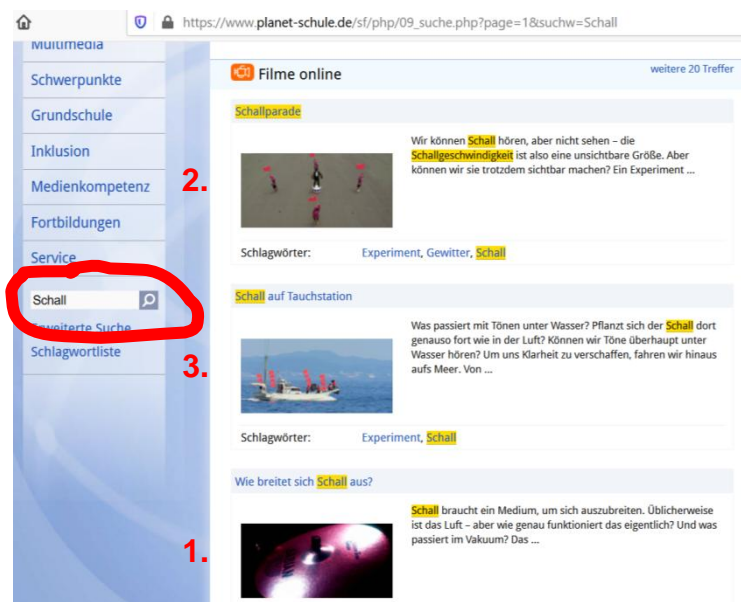 https://www.planet-schule.de/sf/php/09_suche.php?page=1&suchw=Schall
Multimedia
Schwerpunkte
Grundschule
Inklusion
Medienkompetenz
Fortbildungen
Service
Schall
Erweiterte Suche
Schlagwortliste
Filme online
weitere 20 Treffer
2.
Schallparade
Wir können Schall hören, aber nicht sehen – die
Schallgeschwindigkeit ist also eine unsichtbare Größe. Aber
können wir sie trotzdem sichtbar machen? Ein Experiment ...
Schlagwörter: Experiment, Gewitter, Schall
3.
Schall auf Tauchstation
Was passiert mit Tönen unter Wasser? Pflanzt sich der Schall dort
genauso fort wie in der Luft? Können wir Töne überhaupt unter
Wasser hören? Um uns Klarheit zu verschaffen, fahren wir hinaus
aufs Meer. Von ...
Schlagwörter: Experiment, Schall
1.
Wie breitet sich Schall aus?
Schall braucht ein Medium, um sich auszubreiten. Üblicherweise
ist das Luft – aber wie genau funktioniert das eigentlich? Und was
passiert im Vakuum? Das ...